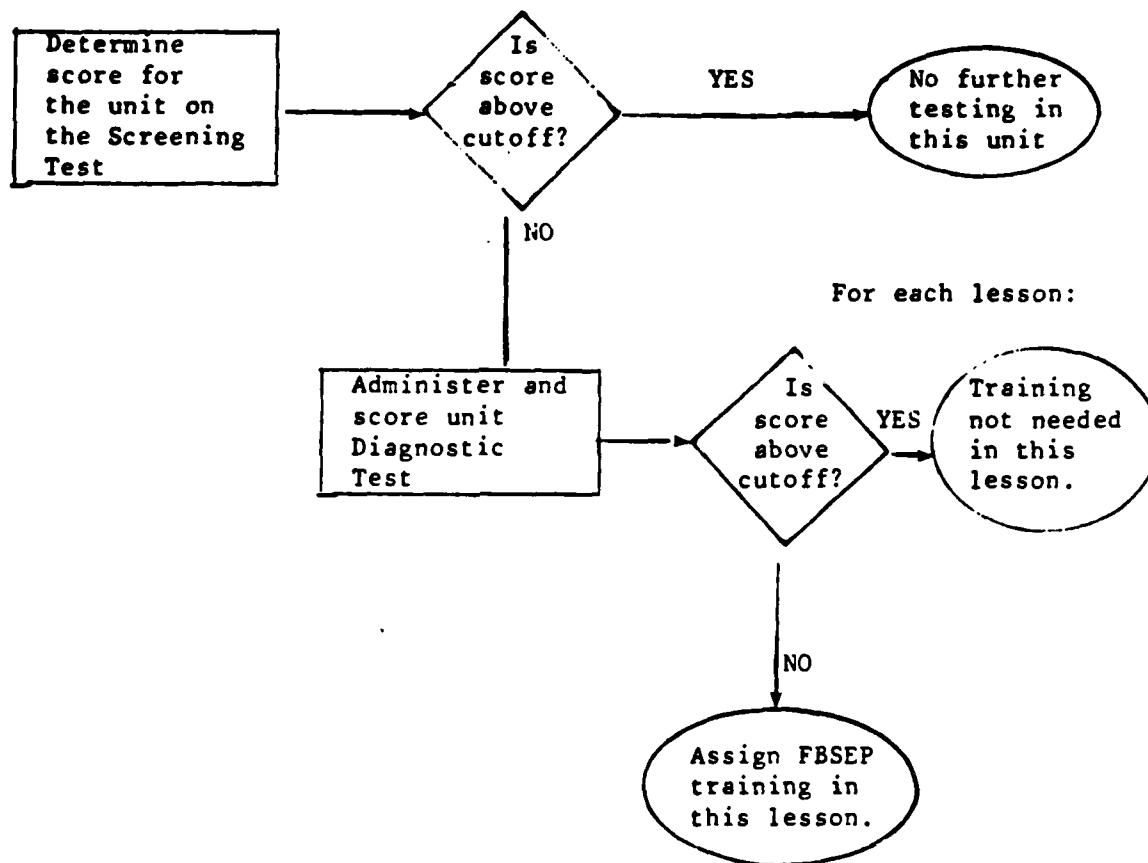 Determine
score for
the unit on
the Screening
Test
Is
score
above
cutoff?
YES
No further
testing in
this unit
NO
For each lesson:
Administer and
score unit
Diagnostic
Test
Is
score
above
cutoff?
YES
Training
not needed
in this
lesson.
NO
Assign FBSEP
training in
this lesson.